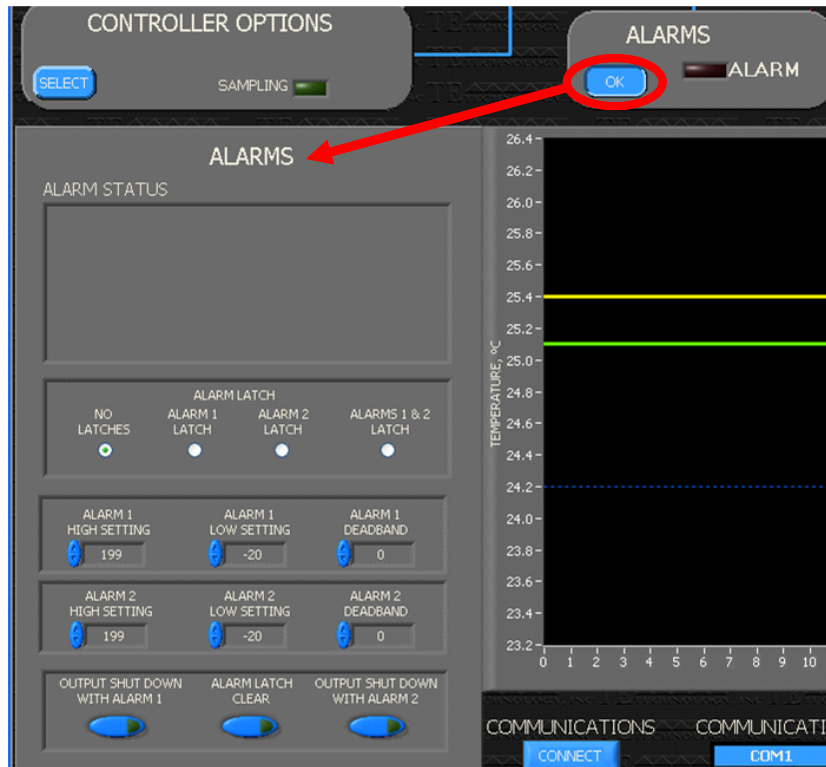 CONTROLLER OPTIONS
SELECT
SAMPLING
ALARMS
OK
ALARM
ALARMS
ALARM STATUS
ALARM LATCH
NO LATCHES
ALARM 1 LATCH
ALARM 2 LATCH
ALARMS 1 & 2 LATCH
ALARM 1 HIGH SETTING
199
ALARM 1 LOW SETTING
-20
ALARM 1 DEADBAND
0
ALARM 2 HIGH SETTING
199
ALARM 2 LOW SETTING
-20
ALARM 2 DEADBAND
0
OUTPUT SHUT DOWN WITH ALARM 1
ALARM LATCH CLEAR
OUTPUT SHUT DOWN WITH ALARM 2
TEMPERATURE, °C
26.4
26.2
26.0
25.8
25.6
25.4
25.2
25.0
24.8
24.6
24.4
24.2
24.0
23.8
23.6
23.4
23.2
0 1 2 3 4 5 6 7 8 9 10
COMMUNICATIONS
CONNECT
COMMUNICATI
COM1